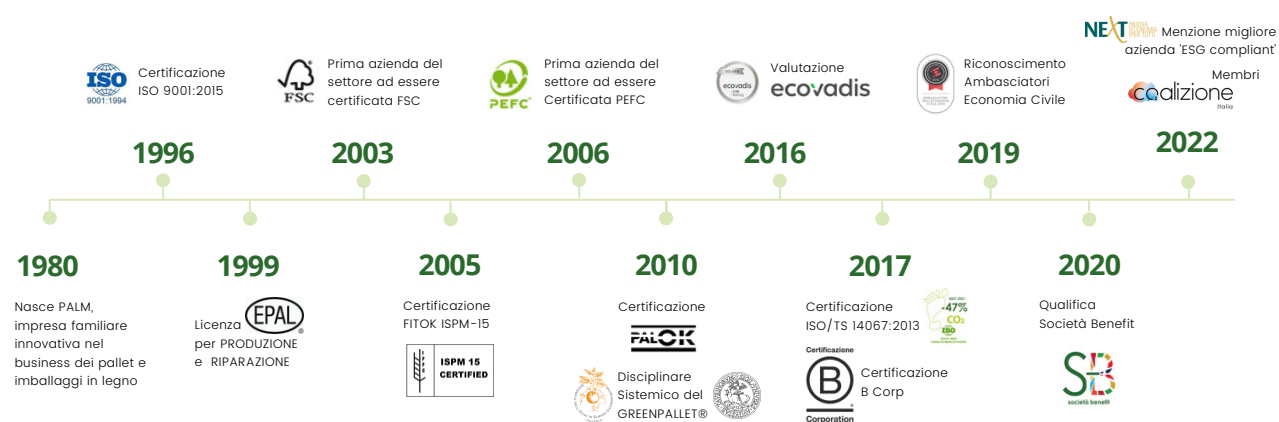 NEXT NUOVA
ECONOMIA
PER TUTTI
Menzione migliore
azienda 'ESG compliant'
Membri
coalizione
Italia
ISO
9001:1994
Certificazione
ISO 9001:2015
FSC
Prima azienda del
settore ad essere
certificata FSC
PEFC
Prima azienda del
settore ad essere
Certificata PEFC
ecovadis
Valutazione
ecovadis
Riconoscimento
Ambasciatori
Economia Civile
1996
2003
2006
2016
2019
2022
1980
1999
2005
2010
2017
2020
Nasce PALM,
impresa familiare
innovativa nel
business dei pallet e
imballaggi in legno
Licenza
EPAL®
per PRODUZIONE
e RIPARAZIONE
Certificazione
FITOK ISPM-15
ISPM 15
CERTIFIED
Certificazione
PALOK
Disciplinare
Sistemico del
GREENPALLET®
Certificazione
ISO/TS 14067:2013
-47%
CO₂
ISO
Certificazione
B Corp
Certified
B
Corporation
Qualifica
Società Benefit
SB
società benefit